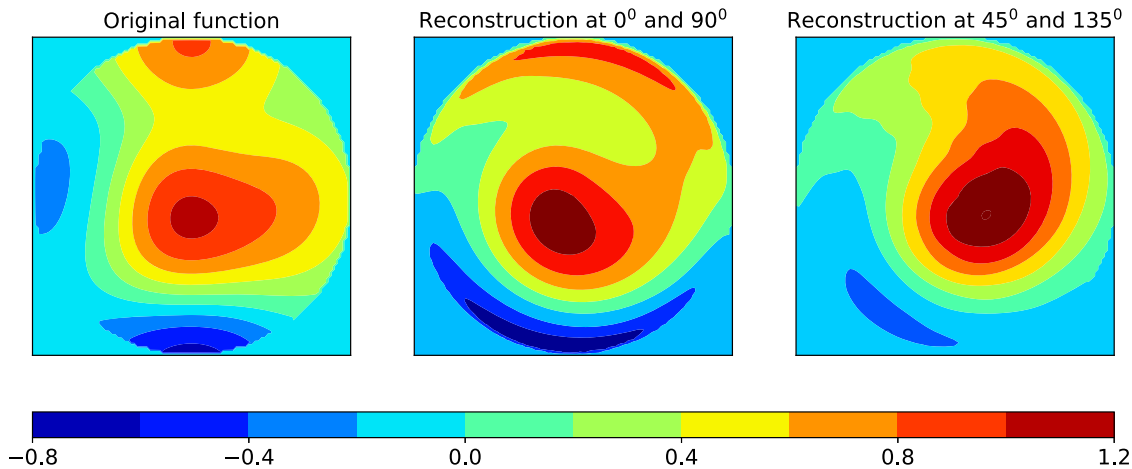 Original function
Reconstruction at 0⁰ and 90⁰
Reconstruction at 45⁰ and 135⁰
−0.8 −0.4 0.0 0.4 0.8 1.2